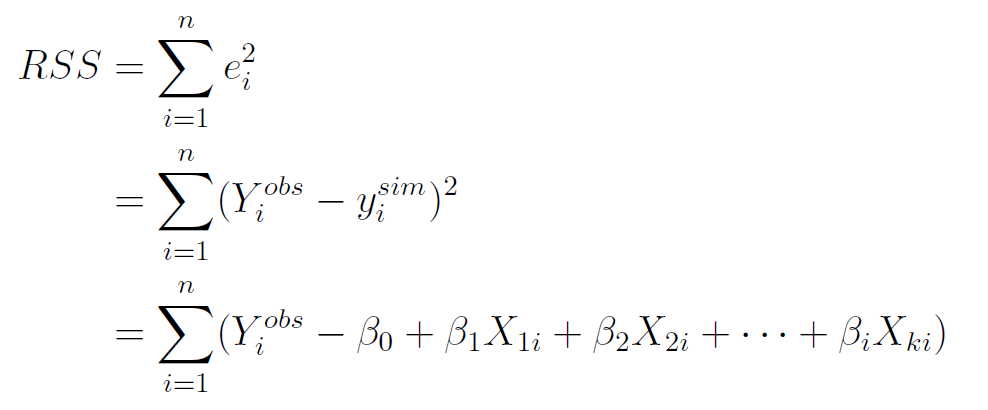 RSS = \sum_{i=1}^{n} e_i^2
= \sum_{i=1}^{n} (Y_i^{obs} - y_i^{sim})^2
= \sum_{i=1}^{n} (Y_i^{obs} - \beta_0 + \beta_1 X_{1i} + \beta_2 X_{2i} + \cdots + \beta_i X_{ki})